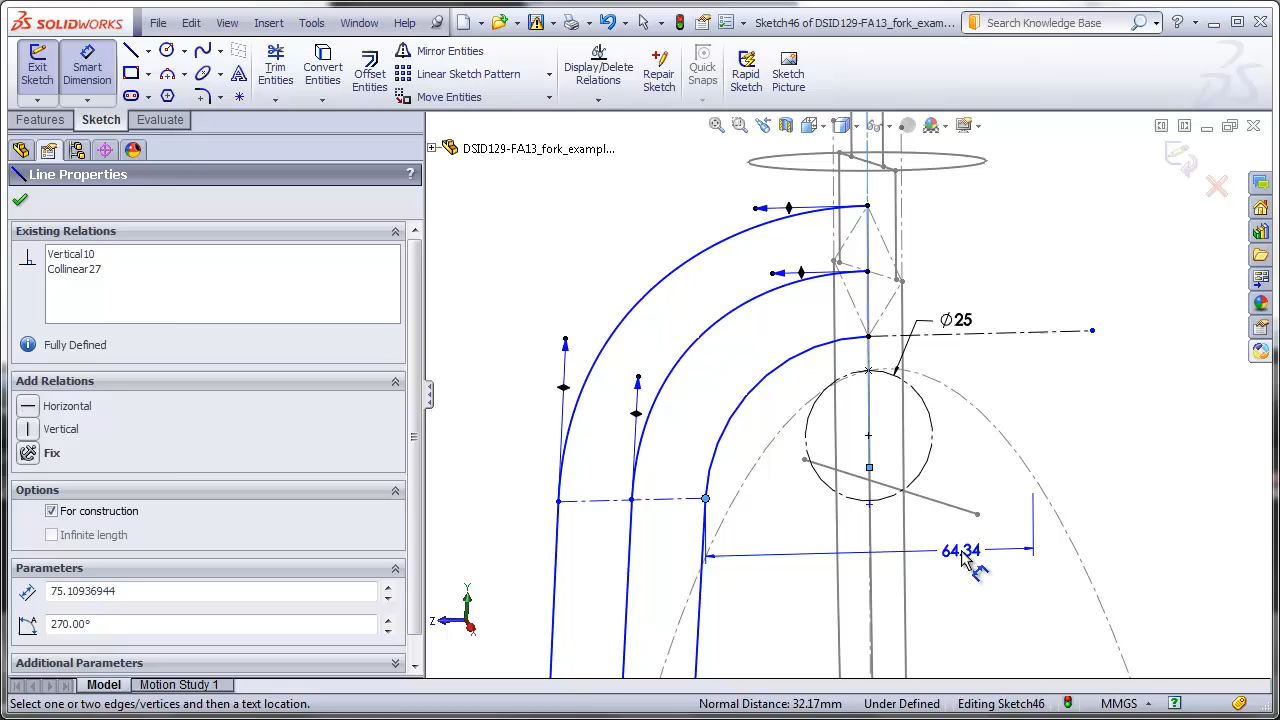 SOLIDWORKS
File Edit View Insert Tools Window Help
Sketch46 of DSID129-FA13_fork_exam...
Search Knowledge Base
Exit Sketch
Smart Dimension
Trim Entities
Convert Entities
Offset Entities
Mirror Entities
Linear Sketch Pattern
Move Entities
Display/Delete Relations
Repair Sketch
Quick Snaps
Rapid Sketch
Sketch Picture
Features Sketch Evaluate
DSID129-FA13_fork_exampl...
Line Properties ?
Existing Relations
Vertical10
Collinear27
Fully Defined
Add Relations
Horizontal
Vertical
Fix
Options
For construction
Infinite length
Parameters
75.10936944
270.00°
Additional Parameters
Ø25
64.34
Y
Z
X
Model Motion Study 1
Select one or two edges/vertices and then a text location.
Normal Distance: 32.17mm Under Defined Editing Sketch46 MMGS